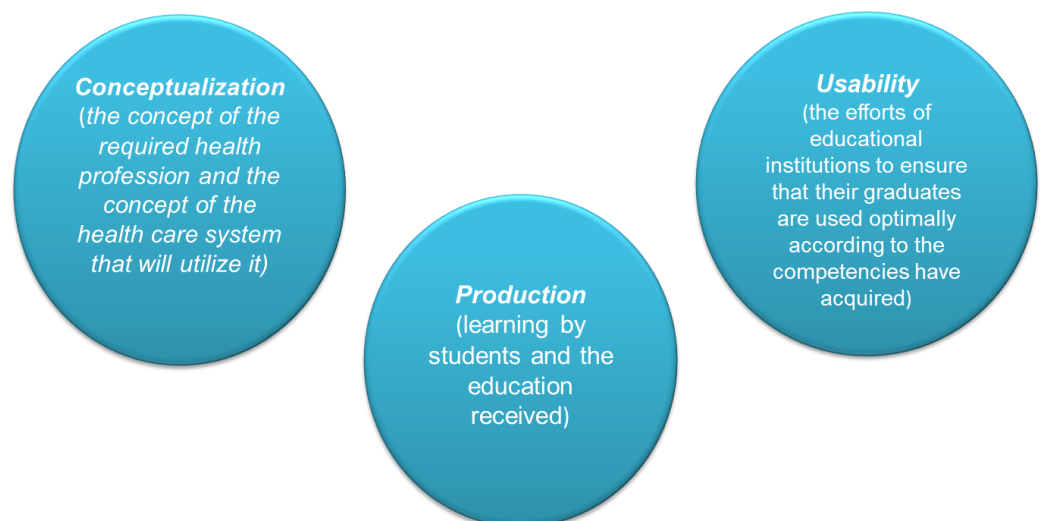 Conceptualization
(the concept of the
required health
profession and the
concept of the
health care system
that will utilize it)
Production
(learning by
students and the
education
received)
Usability
(the efforts of
educational
institutions to ensure
that their graduates
are used optimally
according to the
competencies have
acquired)